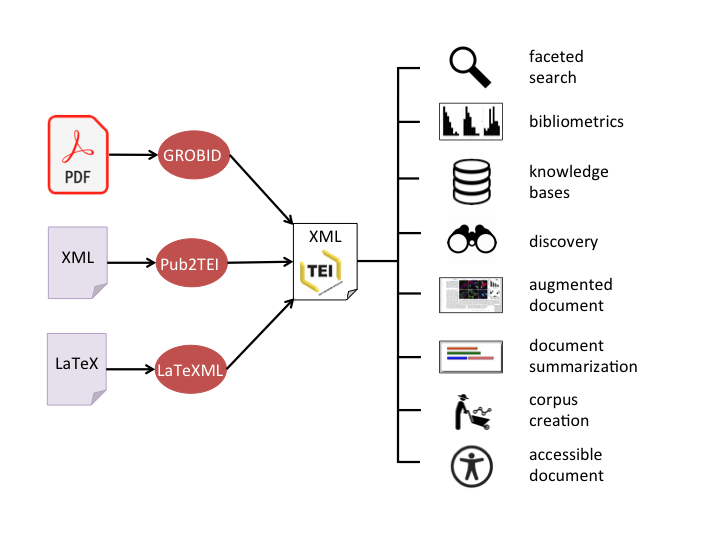 PDF
GROBID
XML
Pub2TEI
LaTeX
LaTeXML
XML
TEI
faceted
search
bibliometrics
knowledge
bases
discovery
augmented
document
document
summarization
corpus
creation
accessible
document